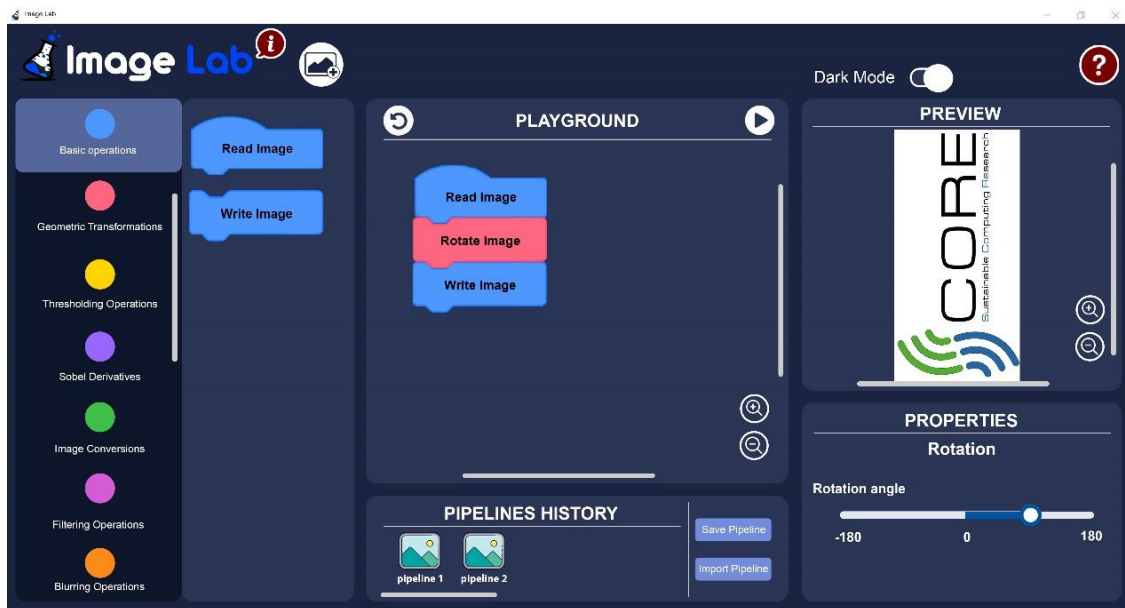 Image Lab
Image Lab
i
Dark Mode
?
Basic operations
Geometric Transformations
Thresholding Operations
Sobel Derivatives
Image Conversions
Filtering Operations
Blurring Operations
Read Image
Write Image
PLAYGROUND
Read Image
Rotate Image
Write Image
PIPELINES HISTORY
pipeline 1
pipeline 2
Save Pipeline
Import Pipeline
PREVIEW
CORE
Sustainable Computing Research
PROPERTIES
Rotation
Rotation angle
-180
0
180